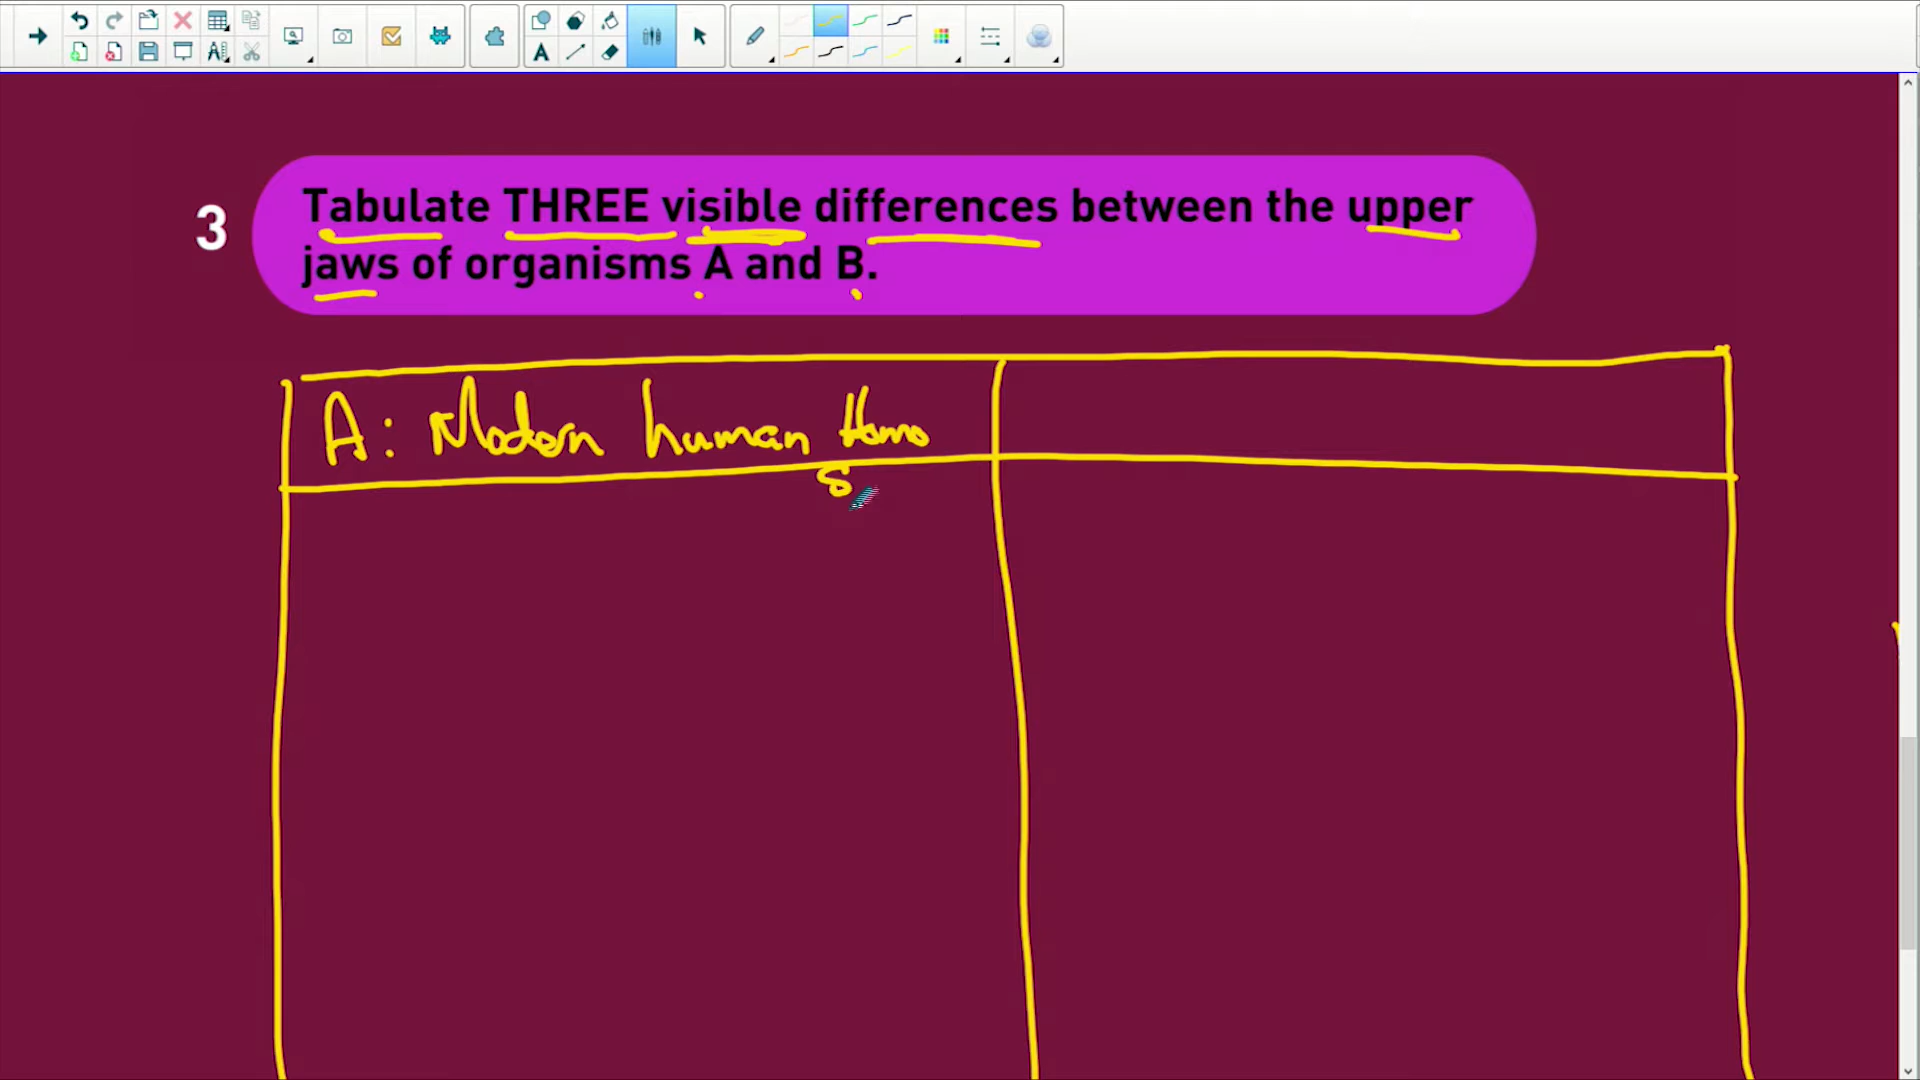 3
Tabulate THREE visible differences between the upper
jaws of organisms A and B.
A: Modern human Homo
s